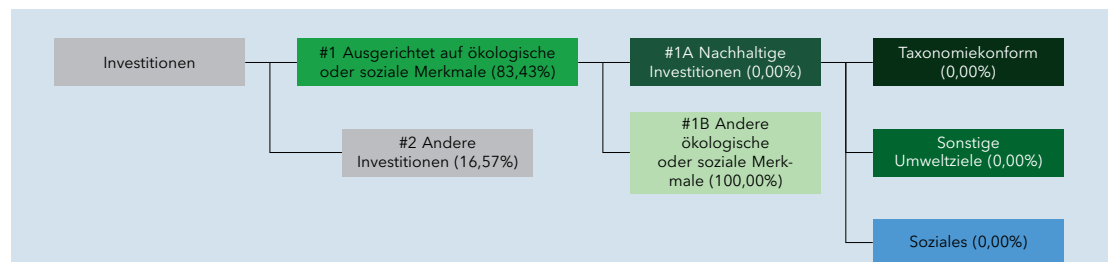 Investitionen
#1 Ausgerichtet auf ökologische
oder soziale Merkmale (83,43%)
#2 Andere
Investitionen (16,57%)
#1A Nachhaltige
Investitionen (0,00%)
#1B Andere
ökologische
oder soziale Merk-
male (100,00%)
Taxonomiekonform
(0,00%)
Sonstige
Umweltziele (0,00%)
Soziales (0,00%)